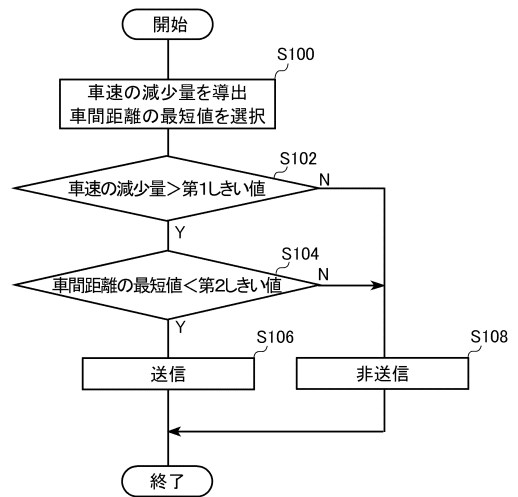 開始
S100
車速の減少量を導出
車間距離の最短値を選択
S102
車速の減少量>第1しきい値
N
Y
S104
車間距離の最短値<第2しきい値
N
Y
S106
送信
S108
非送信
終了